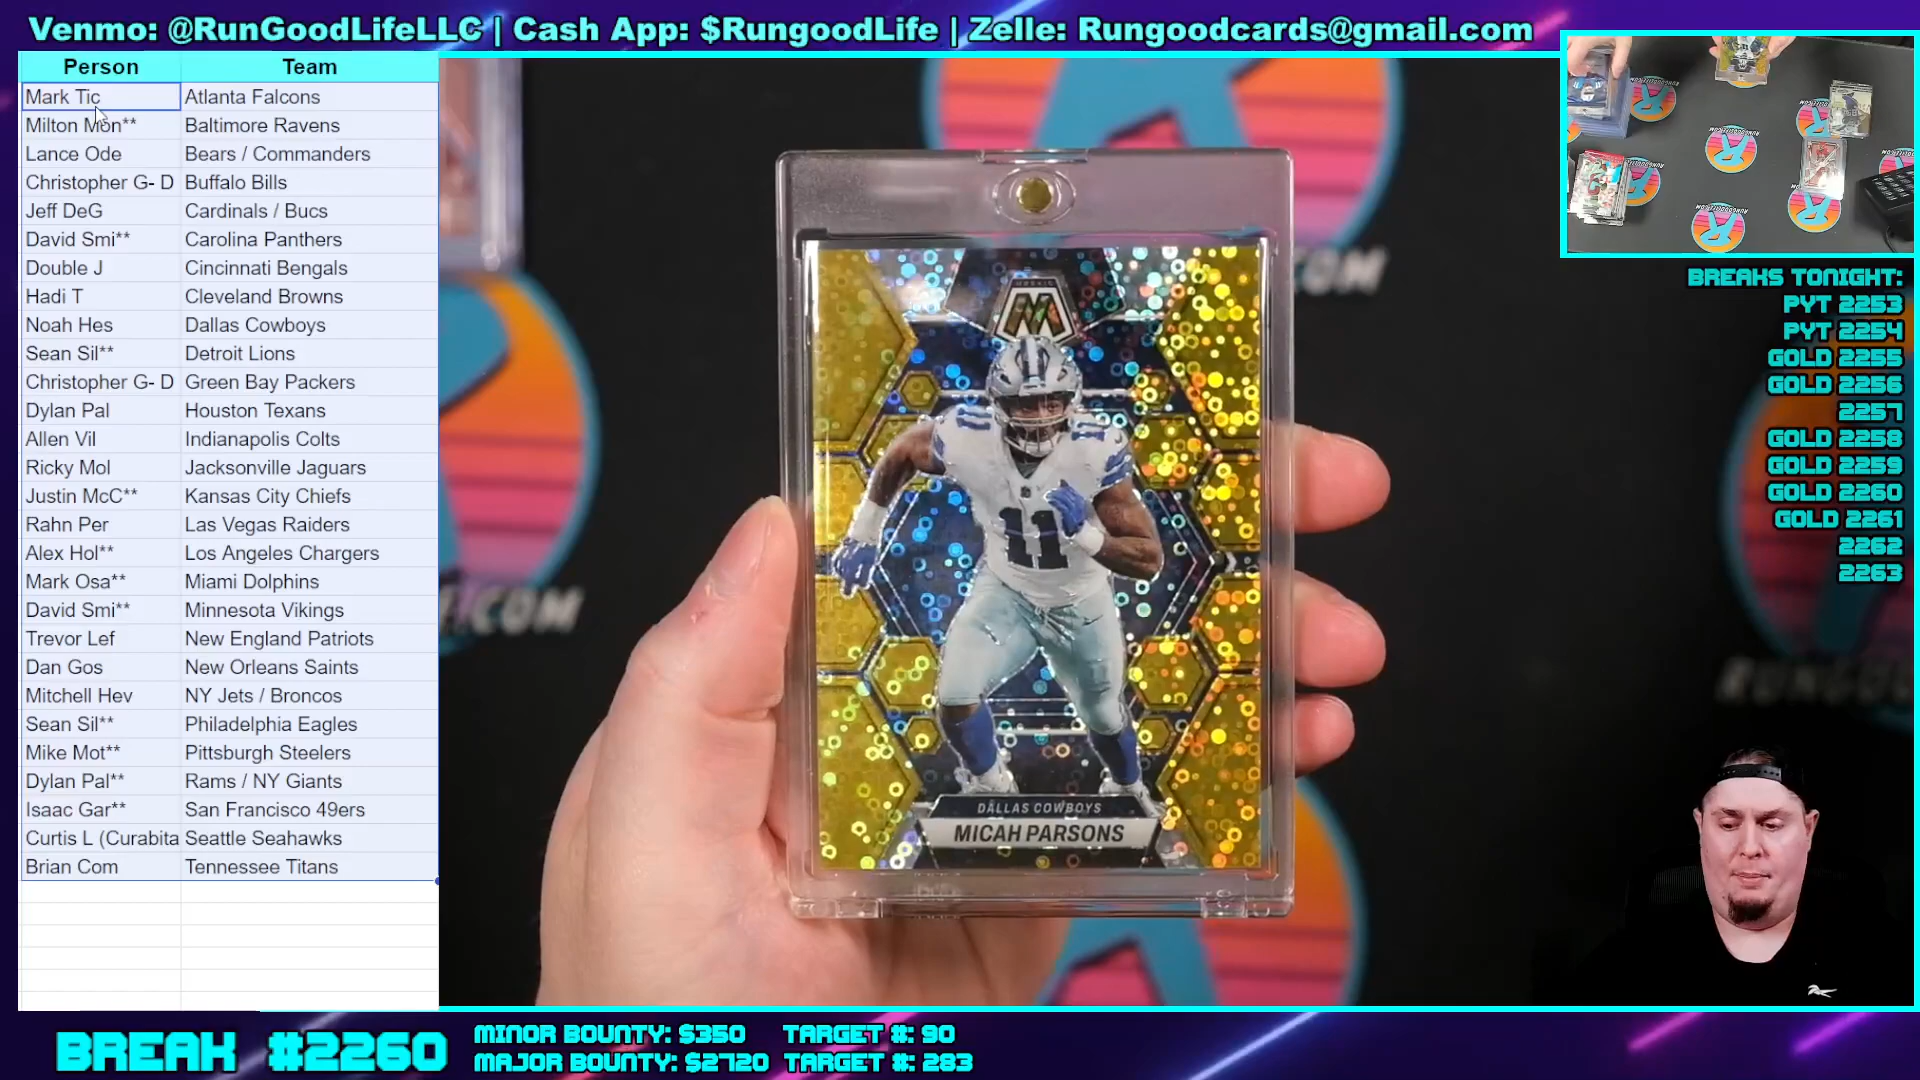 Venmo: @RunGoodLifeLLC | Cash App: $RungoodLife | Zelle: Rungoodcards@gmail.com
Person Team
Mark Tic Atlanta Falcons
Milton Mon** Baltimore Ravens
Lance Ode Bears / Commanders
Christopher G- D Buffalo Bills
Jeff DeG Cardinals / Bucs
David Smi** Carolina Panthers
Double J Cincinnati Bengals
Hadi T Cleveland Browns
Noah Hes Dallas Cowboys
Sean Sil** Detroit Lions
Christopher G- D Green Bay Packers
Dylan Pal Houston Texans
Allen Vil Indianapolis Colts
Ricky Mol Jacksonville Jaguars
Justin McC** Kansas City Chiefs
Rahn Per Las Vegas Raiders
Alex Hol** Los Angeles Chargers
Mark Osa** Miami Dolphins
David Smi** Minnesota Vikings
Trevor Lef New England Patriots
Dan Gos New Orleans Saints
Mitchell Hev NY Jets / Broncos
Sean Sil** Philadelphia Eagles
Mike Mot** Pittsburgh Steelers
Dylan Pal** Rams / NY Giants
Isaac Gar** San Francisco 49ers
Curtis L (Curabita Seattle Seahawks
Brian Com Tennessee Titans
M
11
11
11
DALLAS COWBOYS
MICAH PARSONS
.COM
.COM
BREAKS TONIGHT:
PYT 2253
PYT 2254
GOLD 2255
GOLD 2256
2257
GOLD 2258
GOLD 2259
GOLD 2260
GOLD 2261
2262
2263
BREAK #2260
MINOR BOUNTY: $350 TARGET #: 90
MAJOR BOUNTY: $2720 TARGET #: 283